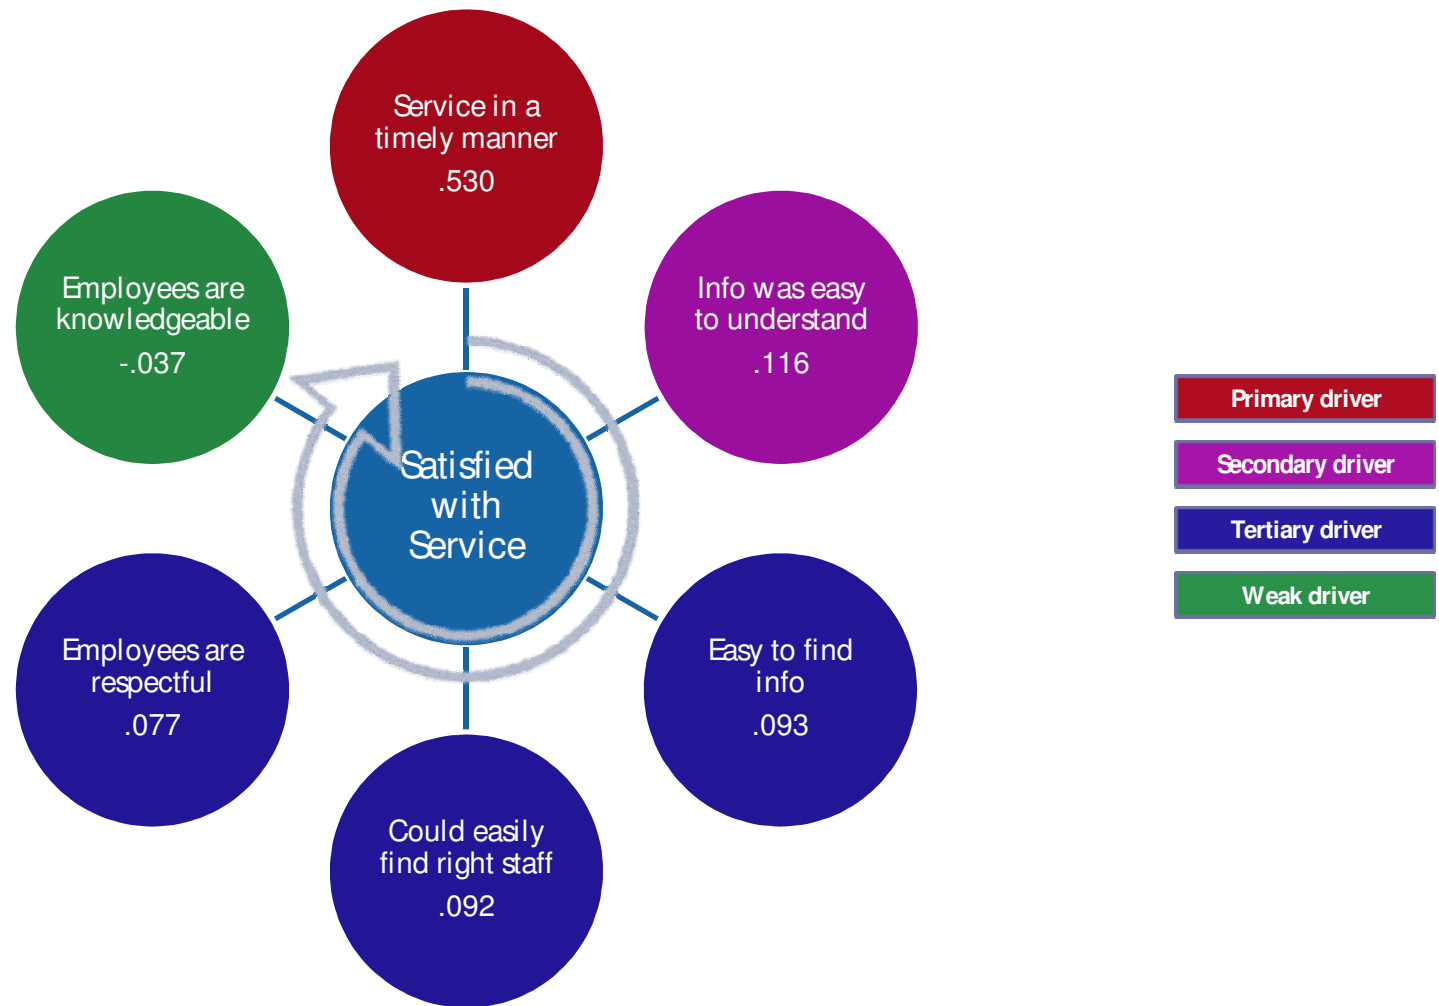 Service in a
timely manner
.530
Info was easy
to understand
.116
Easy to find
info
.093
Could easily
find right staff
.092
Employees are
respectful
.077
Employees are
knowledgeable
-.037
Satisfied
with
Service
Primary driver
Secondary driver
Tertiary driver
Weak driver